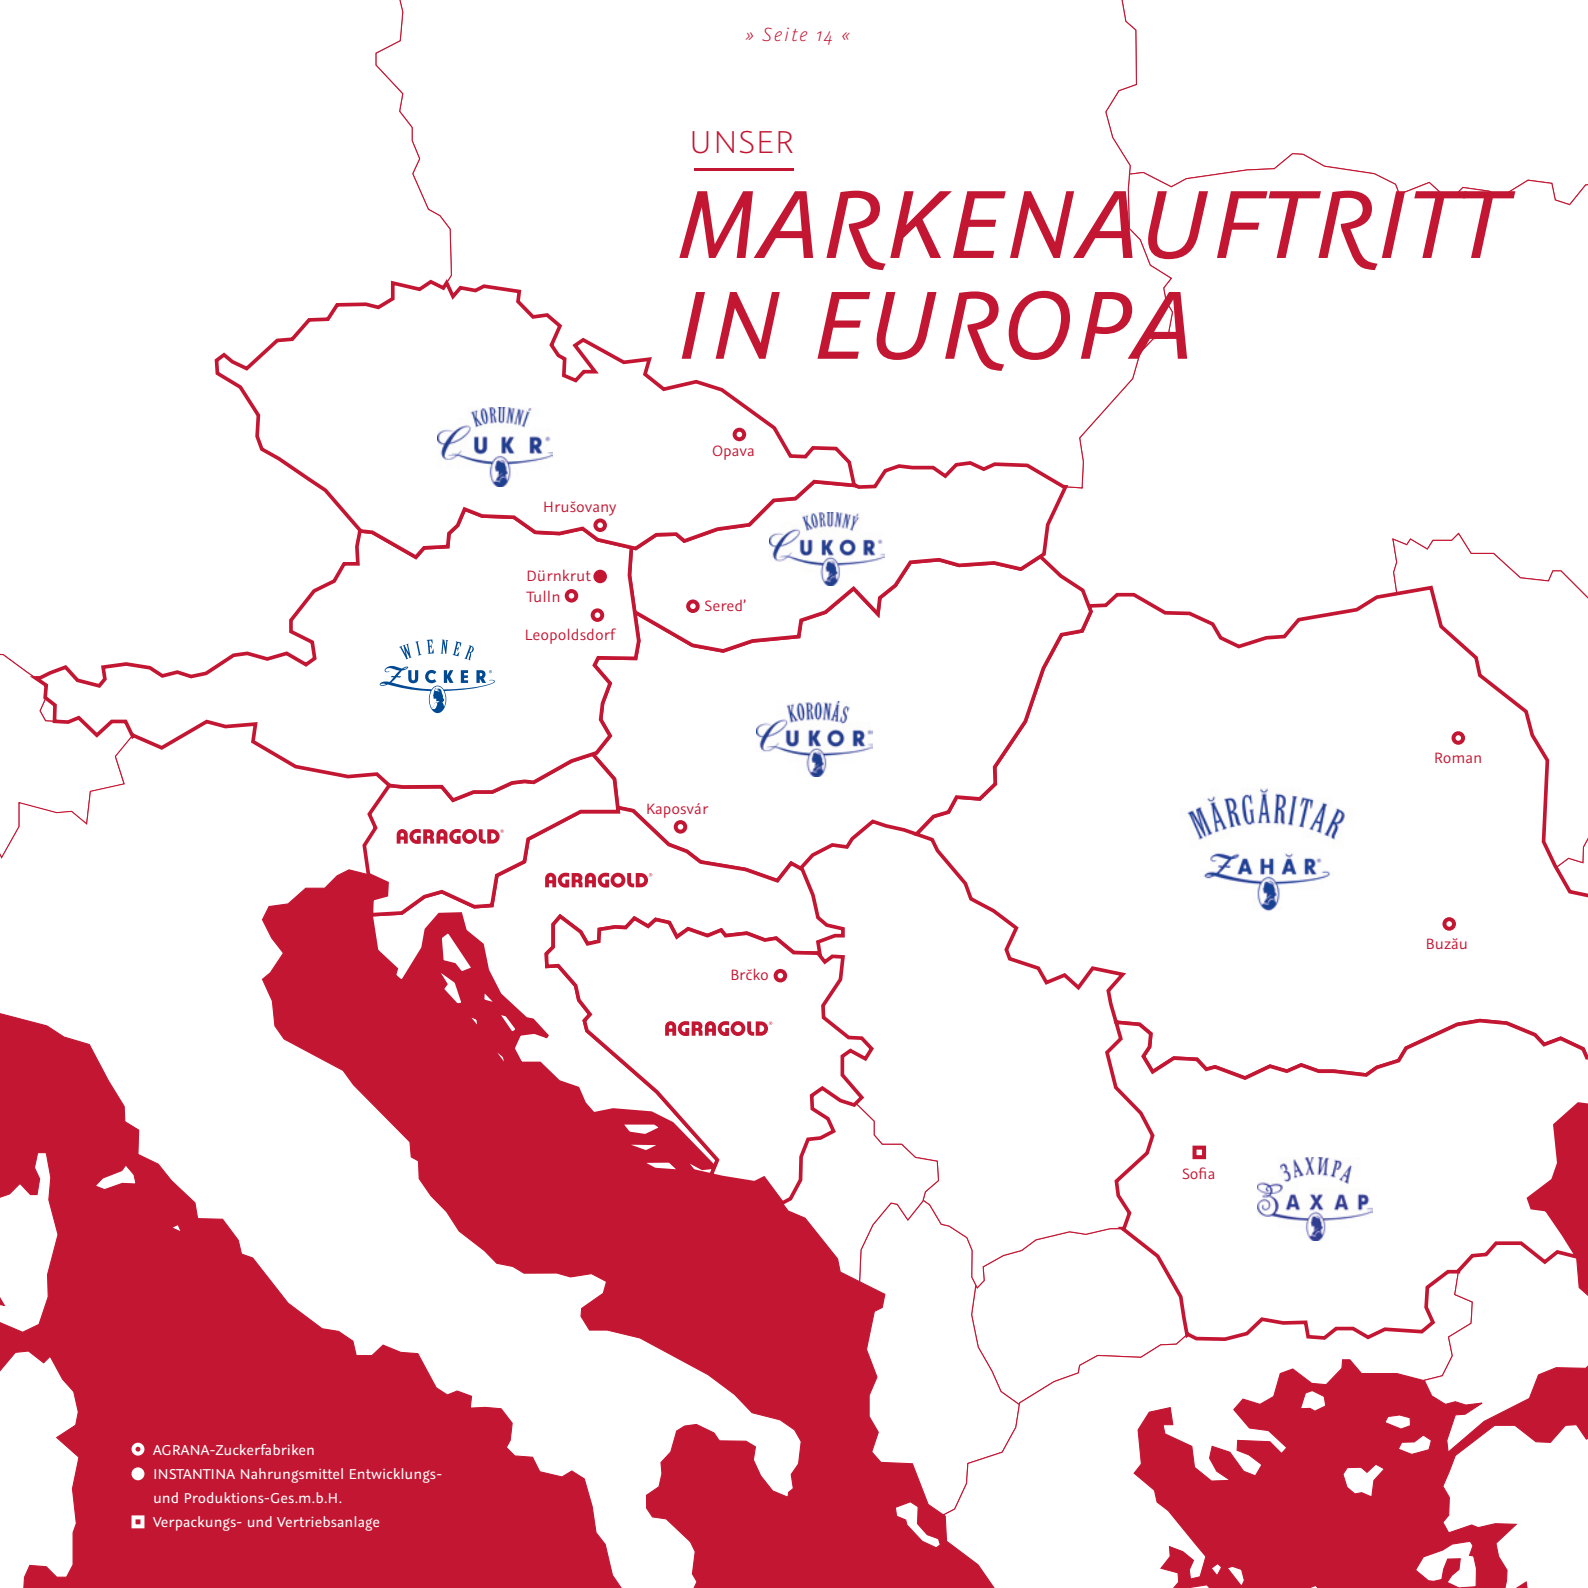 » Seite 14 «
UNSER
MARKENAUFTRITT
IN EUROPA
KORUNNÍ
CUKR®
Opava
Hrušovany
KORUNNÝ
CUKOR®
Dürnkrut
Tulln
Leopoldsdorf
Sered’
WIENER
ZUCKER®
KORONÁS
CUKOR®
Roman
Kaposvár
MĂRGĂRITAR
ZAHĂR®
AGRAGOLD®
AGRAGOLD®
Buzău
Brčko
AGRAGOLD®
Sofia
ЗАХИРА
ЗАХАР
AGRANA-Zuckerfabriken
INSTANTINA Nahrungsmittel Entwicklungs-
und Produktions-Ges.m.b.H.
Verpackungs- und Vertriebsanlage